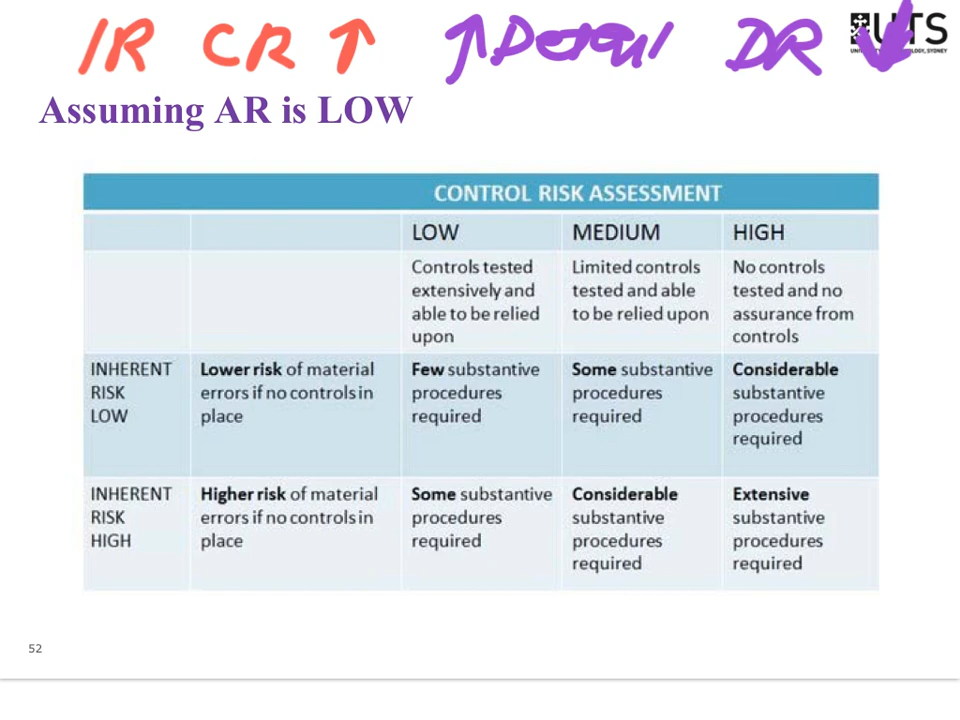 IR CR ↑ ↑ Detail DR ↓
UTS
Assuming AR is LOW
CONTROL RISK ASSESSMENT
LOW MEDIUM HIGH
Controls tested extensively and able to be relied upon
Limited controls tested and able to be relied upon
No controls tested and no assurance from controls
INHERENT RISK LOW
Lower risk of material errors if no controls in place
Few substantive procedures required
Some substantive procedures required
Considerable substantive procedures required
INHERENT RISK HIGH
Higher risk of material errors if no controls in place
Some substantive procedures required
Considerable substantive procedures required
Extensive substantive procedures required
52